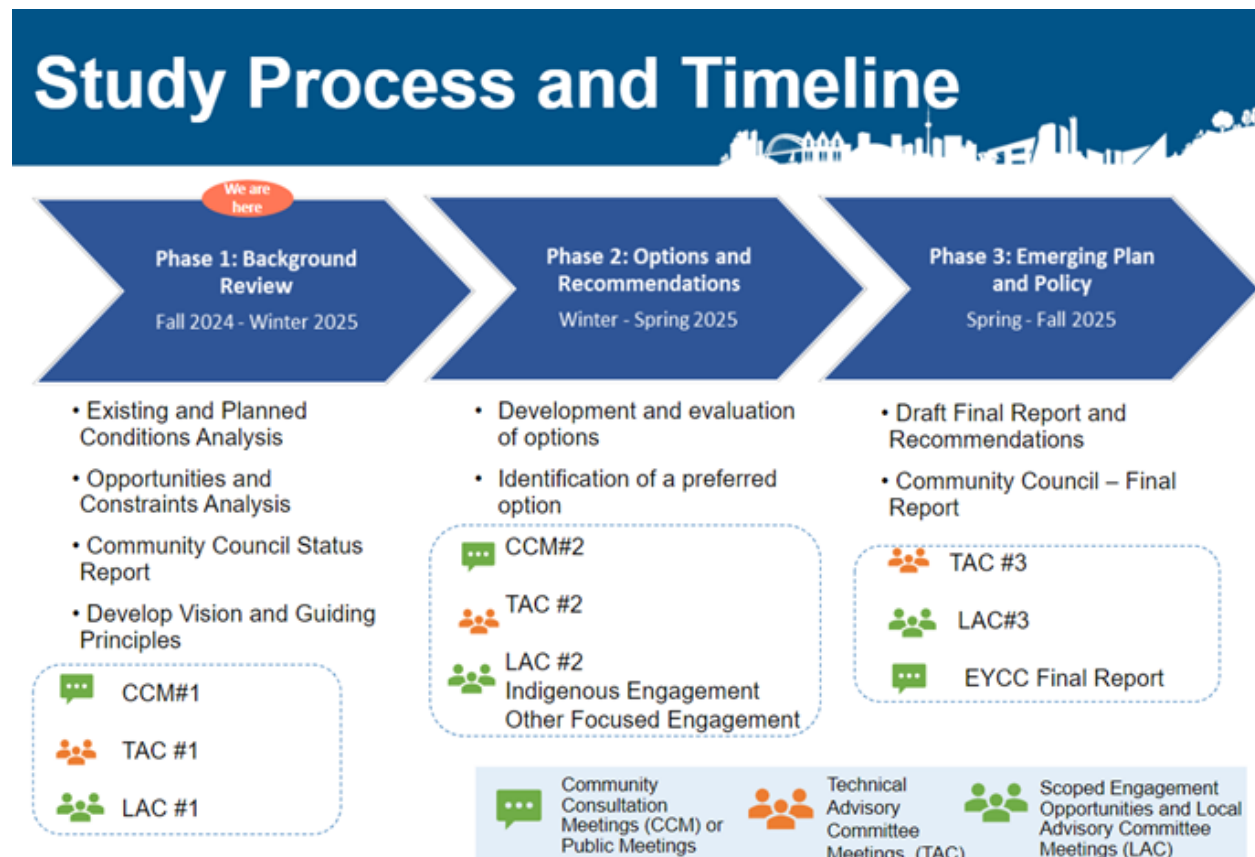 Study Process and Timeline
We are
here
Phase 1: Background
Review
Fall 2024 - Winter 2025
Phase 2: Options and
Recommendations
Winter - Spring 2025
Phase 3: Emerging Plan
and Policy
Spring - Fall 2025
• Existing and Planned
Conditions Analysis
• Opportunities and
Constraints Analysis
• Community Council Status
Report
• Develop Vision and Guiding
Principles
CCM#1
TAC #1
LAC #1
• Development and evaluation
of options
• Identification of a preferred
option
CCM#2
TAC #2
LAC #2
Indigenous Engagement
Other Focused Engagement
• Draft Final Report and
Recommendations
• Community Council – Final
Report
TAC #3
LAC#3
EYCC Final Report
Community
Consultation
Meetings (CCM) or
Public Meetings
Technical
Advisory
Committee
Meetings (TAC)
Scoped Engagement
Opportunities and Local
Advisory Committee
Meetings (LAC)